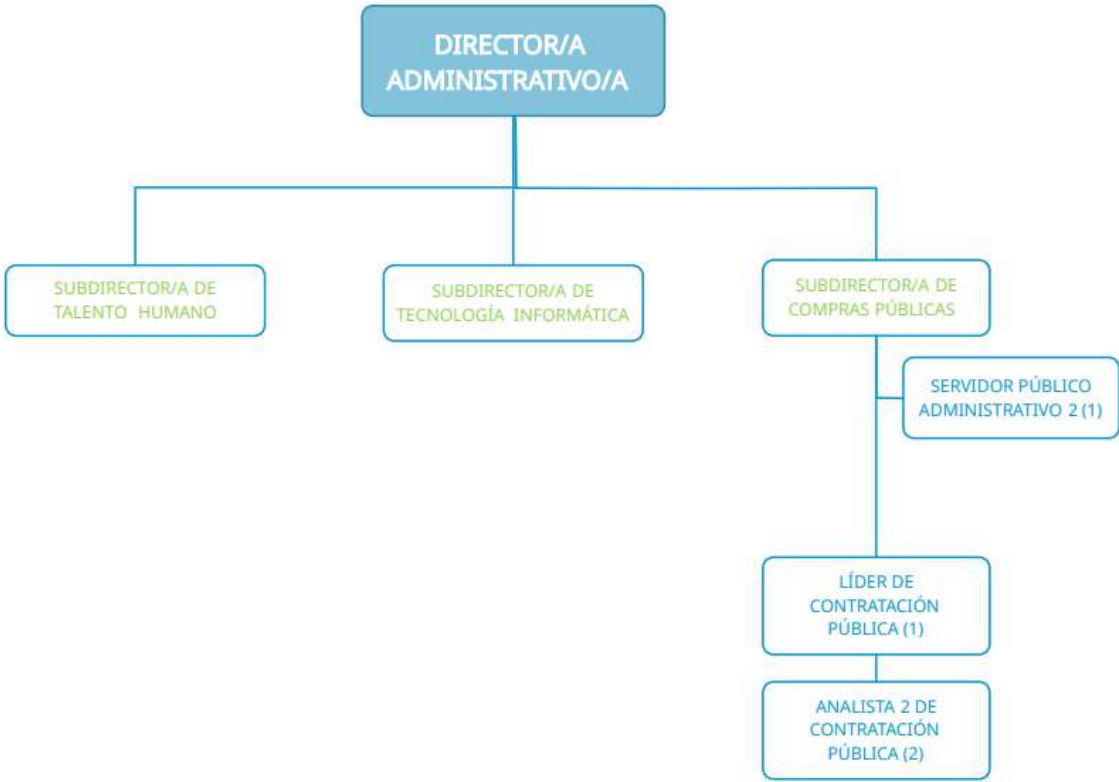 DIRECTOR/A
ADMINISTRATIVO/A
SUBDIRECTOR/A DE
TALENTO HUMANO
SUBDIRECTOR/A DE
TECNOLOGÍA INFORMÁTICA
SUBDIRECTOR/A DE
COMPRAS PÚBLICAS
SERVIDOR PÚBLICO
ADMINISTRATIVO 2 (1)
LÍDER DE
CONTRATACIÓN
PÚBLICA (1)
ANALISTA 2 DE
CONTRATACIÓN
PÚBLICA (2)